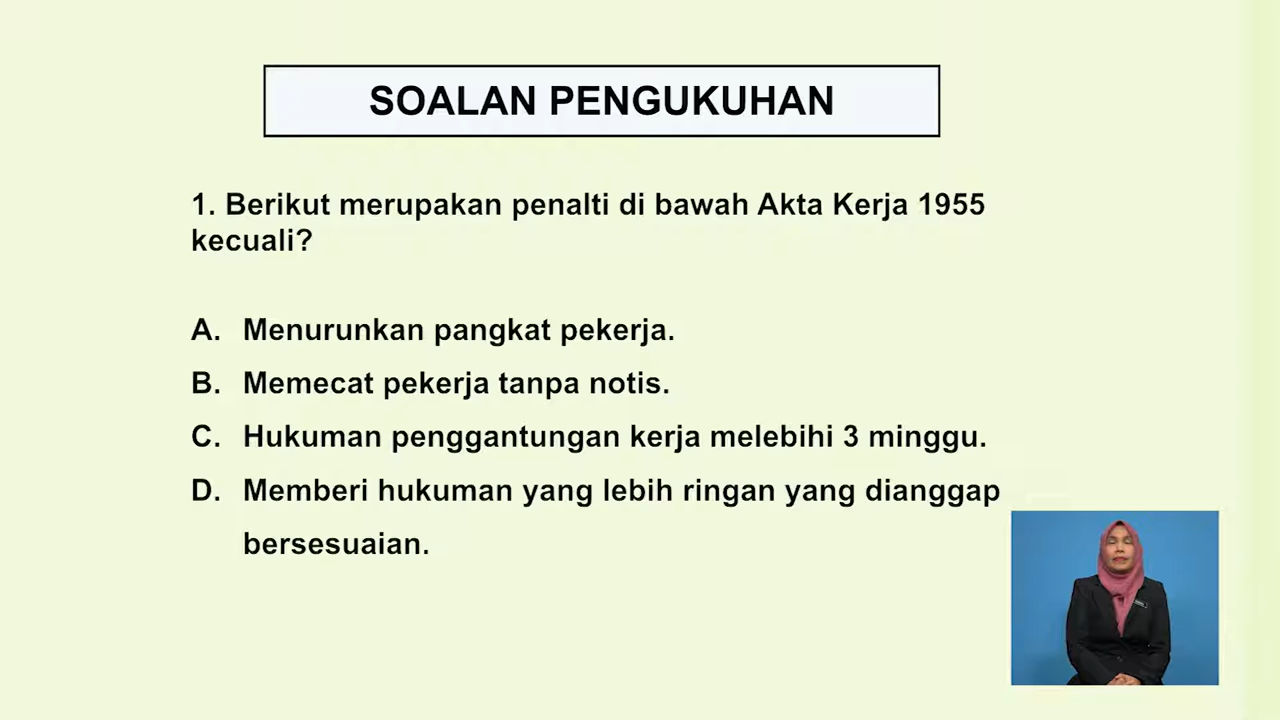 SOALAN PENGUKUHAN
1. Berikut merupakan penalti di bawah Akta Kerja 1955
kecuali?
A. Menurunkan pangkat pekerja.
B. Memecat pekerja tanpa notis.
C. Hukuman penggantungan kerja melebihi 3 minggu.
D. Memberi hukuman yang lebih ringan yang dianggap
bersesuaian.